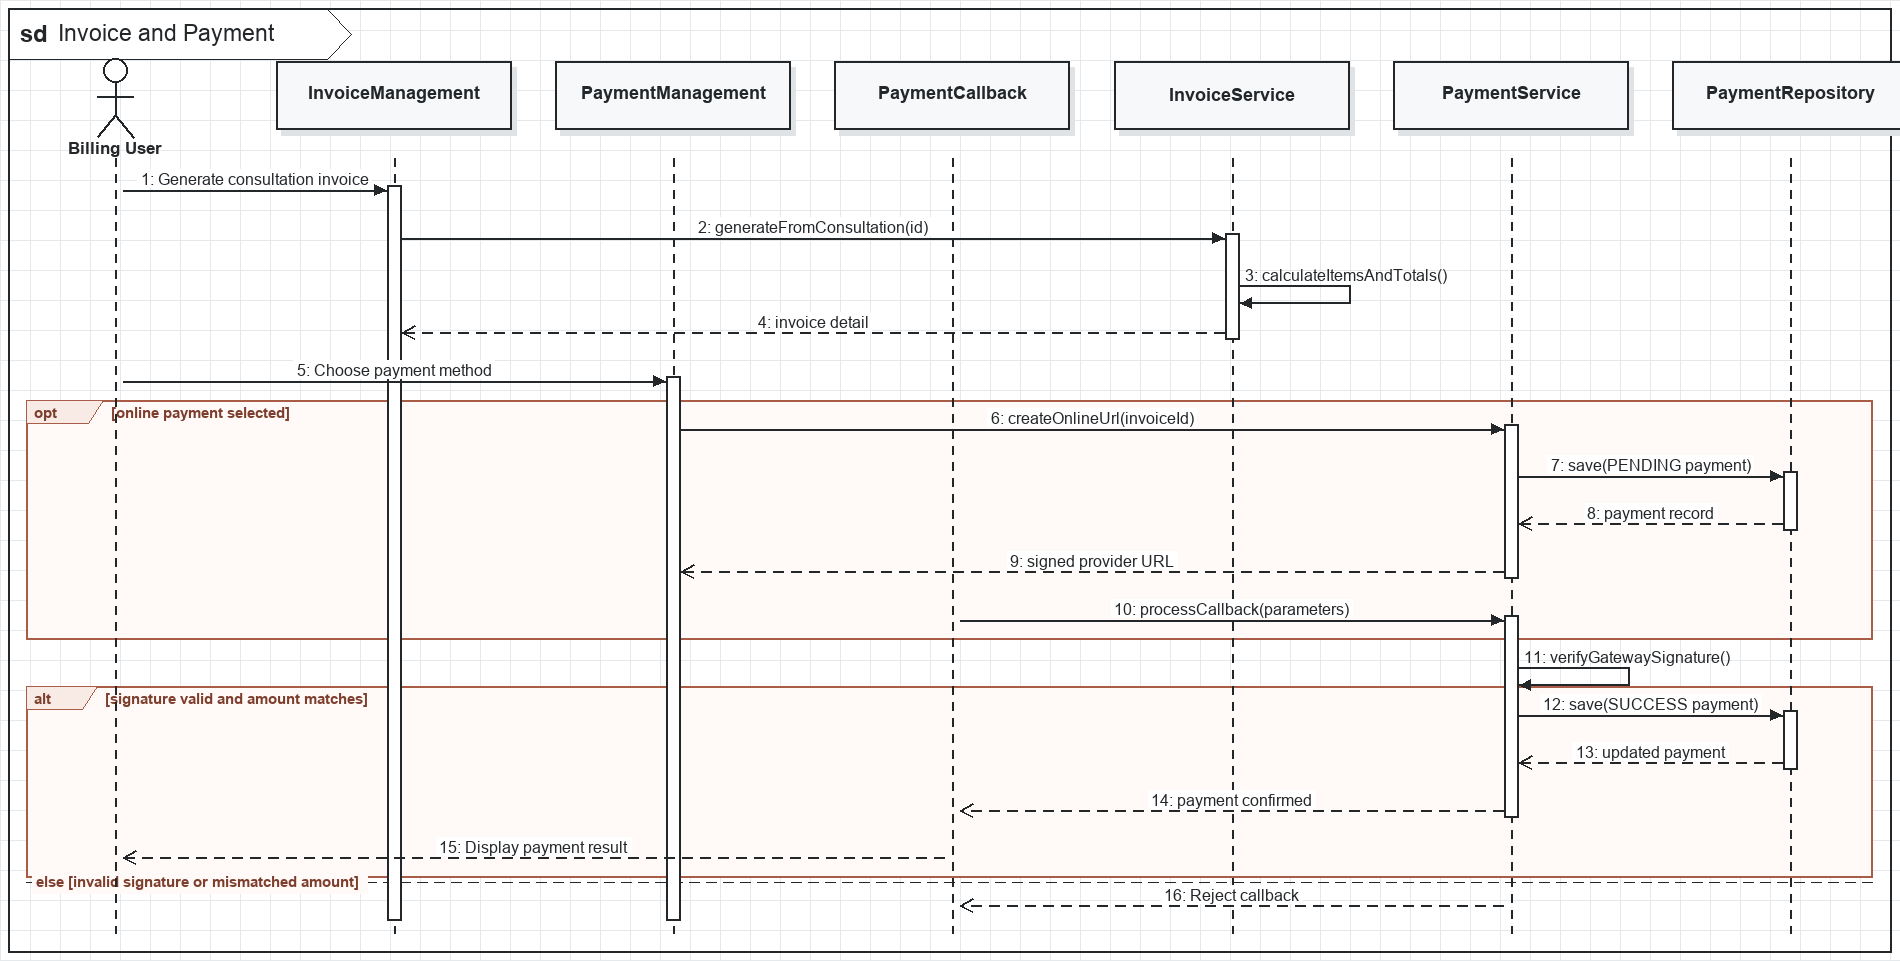 sd Invoice and Payment
Billing User
InvoiceManagement
PaymentManagement
PaymentCallback
InvoiceService
PaymentService
PaymentRepository
1: Generate consultation invoice
2: generateFromConsultation(id)
3: calculateItemsAndTotals()
4: invoice detail
5: Choose payment method
opt [online payment selected]
6: createOnlineUrl(invoiceId)
7: save(PENDING payment)
8: payment record
9: signed provider URL
10: processCallback(parameters)
11: verifyGatewaySignature()
alt [signature valid and amount matches]
12: save(SUCCESS payment)
13: updated payment
14: payment confirmed
15: Display payment result
else [invalid signature or mismatched amount]
16: Reject callback